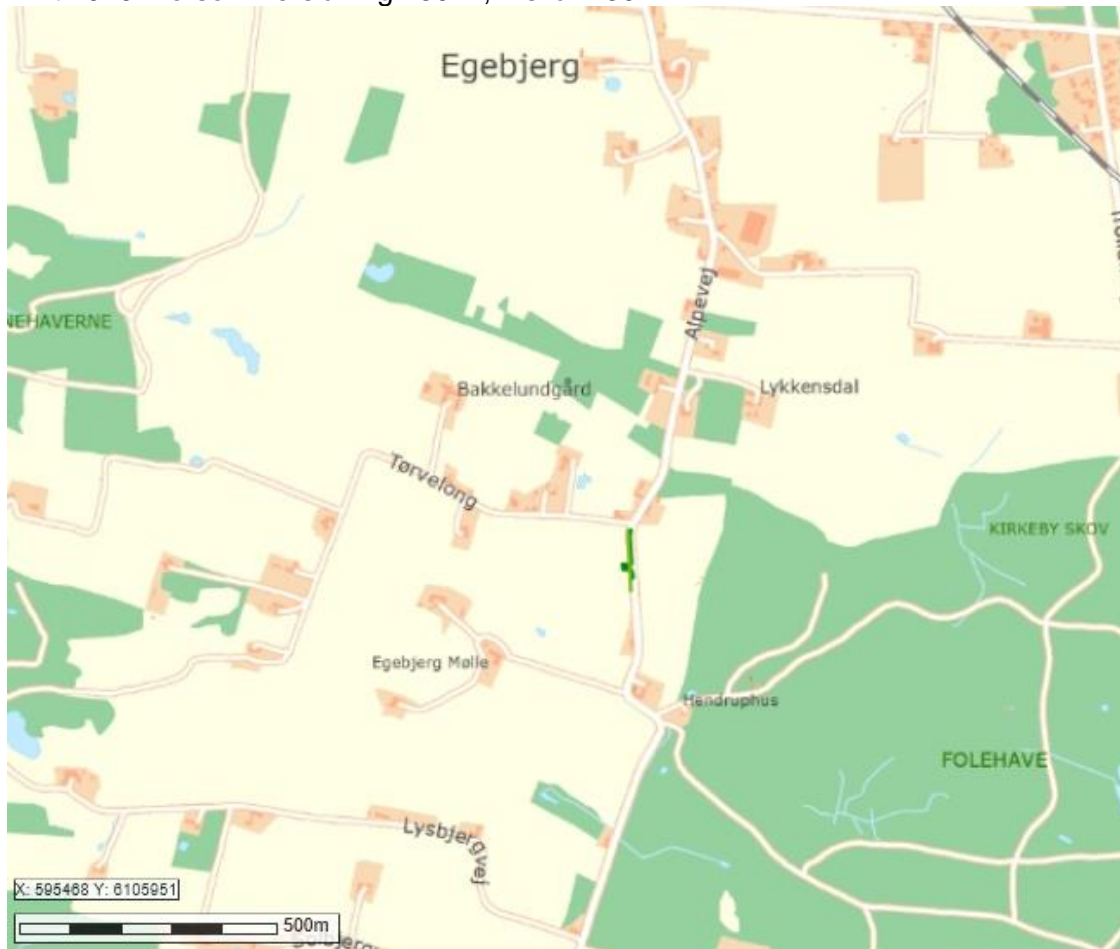 Egebjerg
Alpevej
NEHAVERNE
Bakkelundgård
Lykkensdal
Tørvelong
KIRKEBY SKOV
Egebjerg Mølle
Hendruphus
FOLEHAVE
Lysbjergvej
X: 595468 Y: 6105951
500m